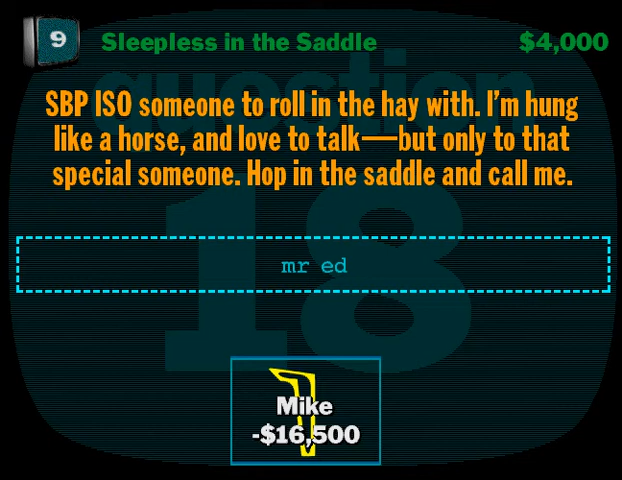 9 Sleepless in the Saddle $4,000
question
SBP ISO someone to roll in the hay with. I'm hung
like a horse, and love to talk—but only to that
special someone. Hop in the saddle and call me.
18
mr ed
Mike
-$16,500